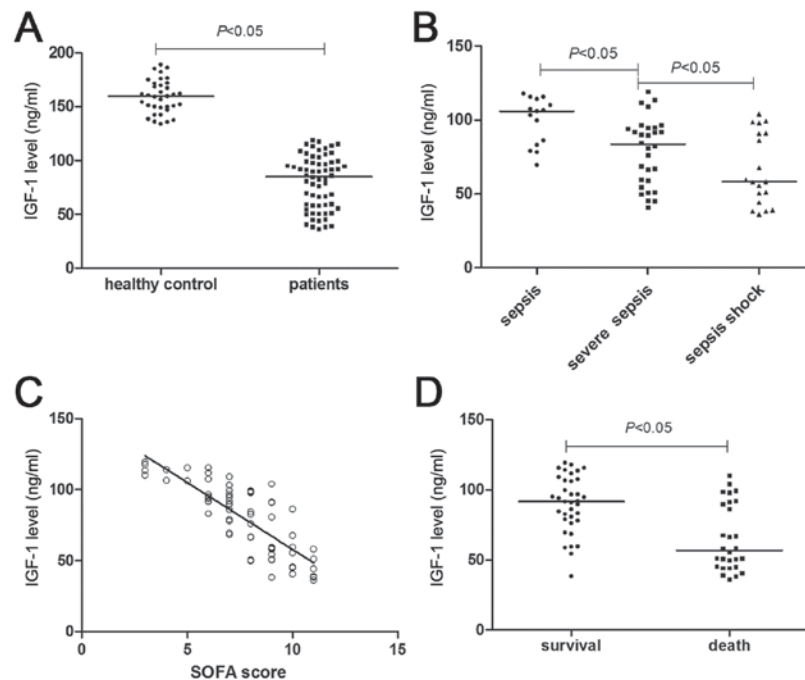 A
P<0.05
IGF-1 level (ng/ml)
200
150
100
50
0
healthy control
patients
B
P<0.05
P<0.05
IGF-1 level (ng/ml)
150
100
50
0
sepsis
severe sepsis
sepsis shock
C
IGF-1 level (ng/ml)
150
100
50
0
0
5
10
15
SOFA score
D
P<0.05
IGF-1 level (ng/ml)
150
100
50
0
survival
death